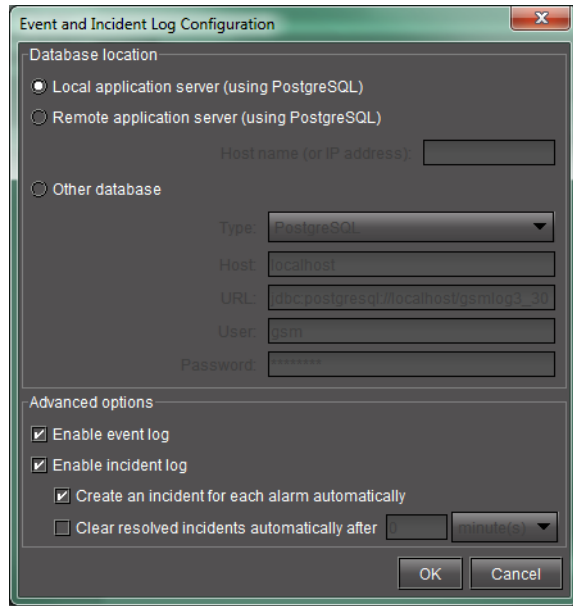 Event and Incident Log Configuration
Database location
Local application server (using PostgreSQL)
Remote application server (using PostgreSQL)
Host name (or IP address):
Other database
Type: PostgreSQL
Host: localhost
URL: jdbc:postgresql://localhost/gsmlog3_30
User: gsm
Password: ********
Advanced options
Enable event log
Enable incident log
Create an incident for each alarm automatically
Clear resolved incidents automatically after 0 minute(s)
OK Cancel